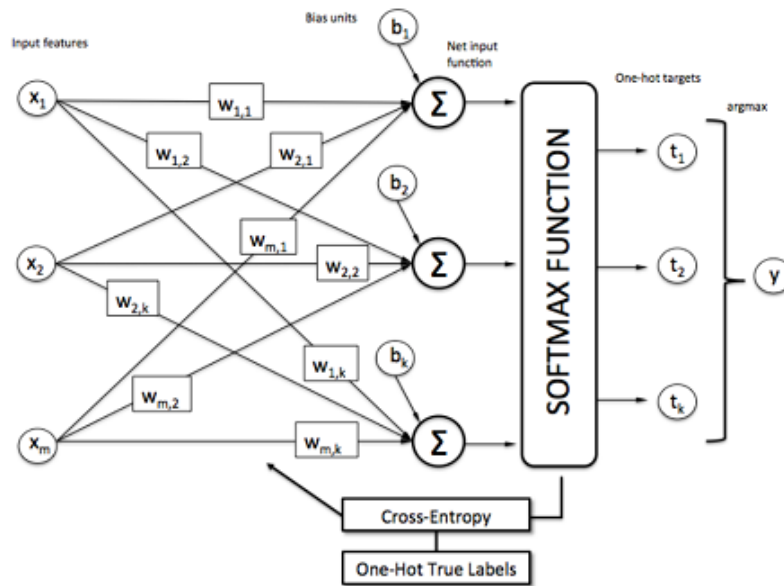 Input features
Bias units
b1
Net input
function
One-hot targets
argmax
x1
w1,1
Σ
w1,2
w2,1
t1
b2
wm,1
x2
w2,2
Σ
SOFTMAX FUNCTION
t2
y
w2,k
bk
w1,k
wm,2
t k
xm
wm,k
Σ
Cross-Entropy
One-Hot True Labels